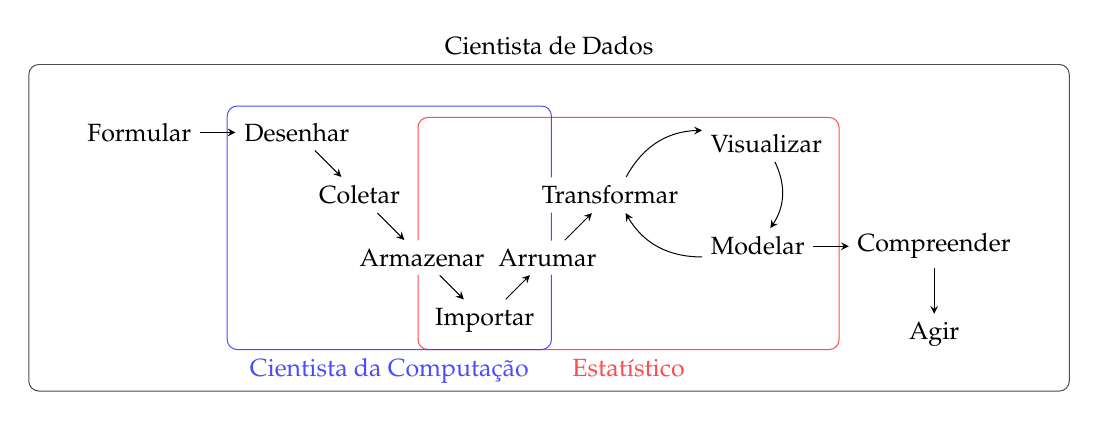 Cientista de Dados
Formular
Desenhar
Coletar
Armazenar
Importar
Arrumar
Transformar
Visualizar
Modelar
Compreender
Agir
Cientista da Computação
Estatístico